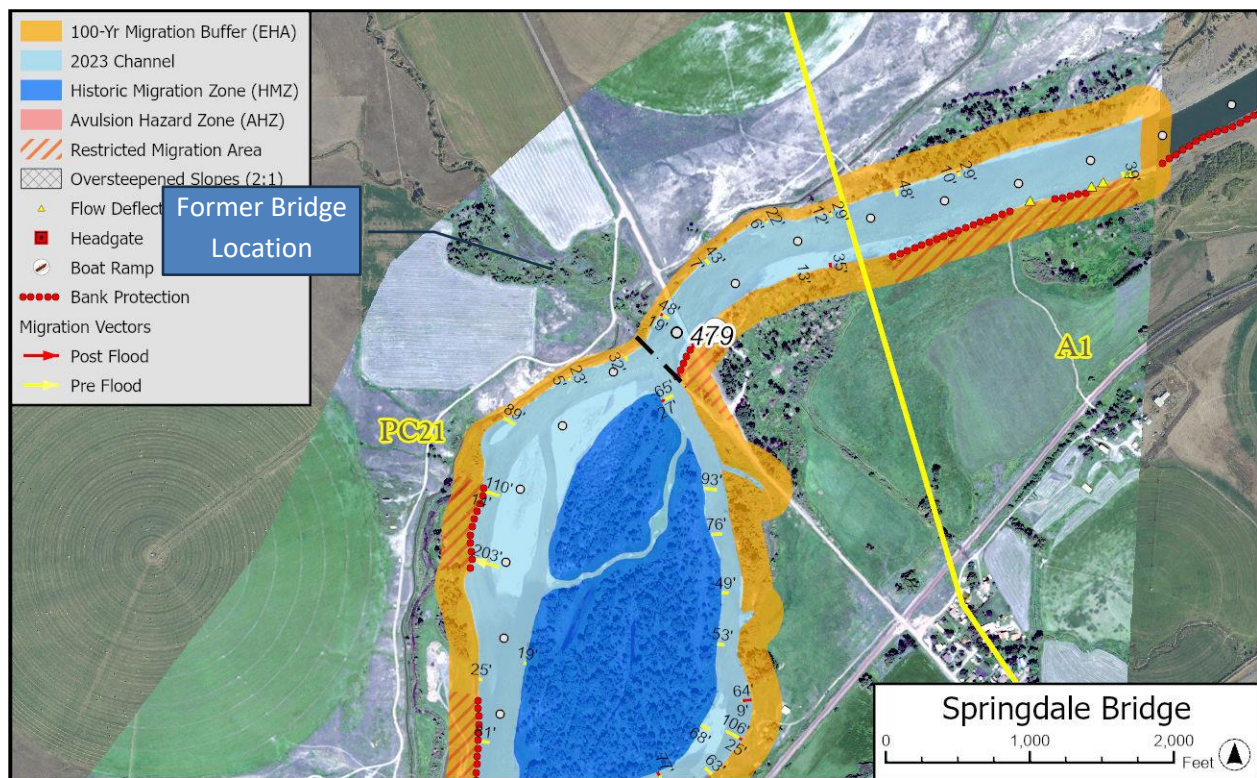 100-Yr Migration Buffer (EHA)
2023 Channel
Historic Migration Zone (HMZ)
Avulsion Hazard Zone (AHZ)
Restricted Migration Area
Oversteepened Slopes (2:1)
Flow Deflect
Headgate
Boat Ramp
Bank Protection
Migration Vectors
Post Flood
Pre Flood
Former Bridge
Location
39'
29'
10'
48'
29'
12'
22'
6'
43'
7'
35'
13'
48'
19'
479
A1
32'
23'
5'
65'
27'
89'
PC21
110'
11'
93'
76'
203'
49'
53'
19'
25'
64'
9'
106'
25'
68'
63'
77'
Springdale Bridge
0 1,000 2,000
Feet